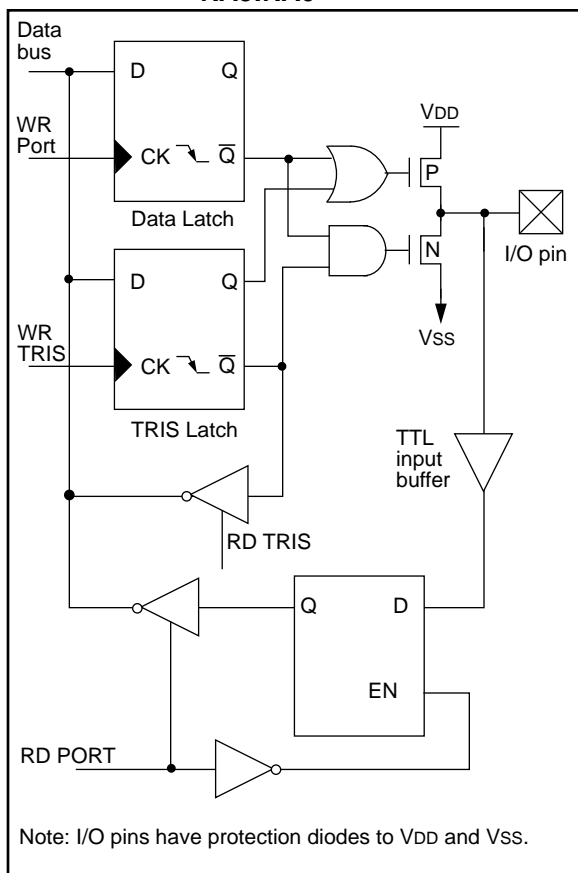 Data
bus
D
Q
WR
Port
CK
Q
VDD
P
Data Latch
N
I/O pin
D
Q
VSS
WR
TRIS
CK
Q
TRIS Latch
TTL
input
buffer
RD TRIS
Q
D
EN
RD PORT
Note: I/O pins have protection diodes to VDD and VSS.